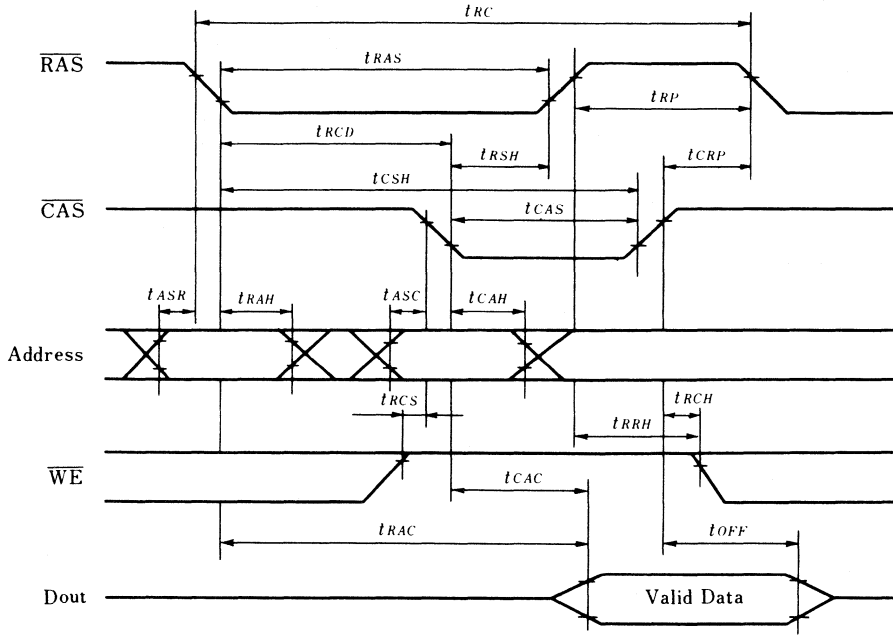 tRC
RAS
tRAS
tRP
tRCD
tRSH
tCRP
tCSH
CAS
tCAS
tASR
tRAH
tASC
tCAH
Address
tRCS
tRCH
tRRH
WE
tCAC
tRAC
tOFF
Dout
Valid Data